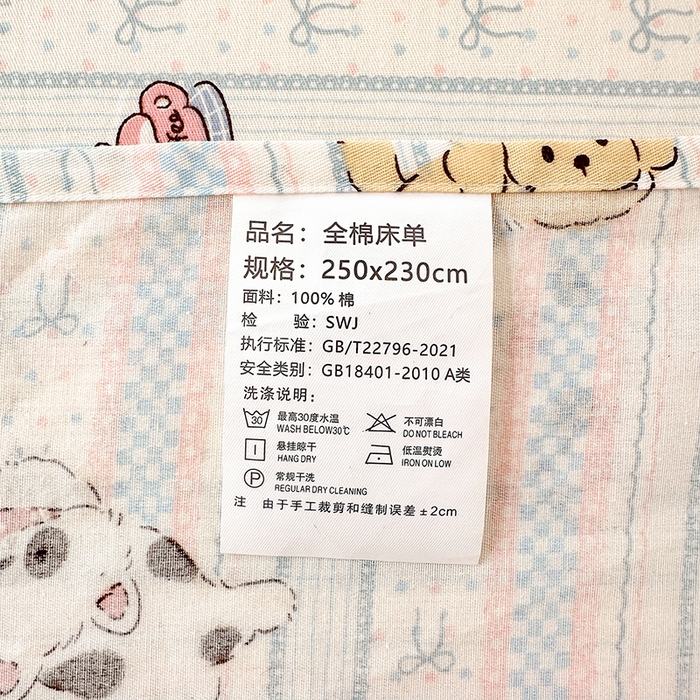 品名：全棉床单
规格：250x230cm
面料：100% 棉
检 验：SWJ
执行标准：GB/T22796-2021
安全类别：GB18401-2010 A类
洗涤说明：
30 最高30度水温 不可漂白
WASH BELOW30℃ DO NOT BLEACH
悬挂晾干 低温熨烫
HANG DRY IRON ON LOW
P 常规干洗
REGULAR DRY CLEANING
注 由于手工裁剪和缝制误差 ±2cm